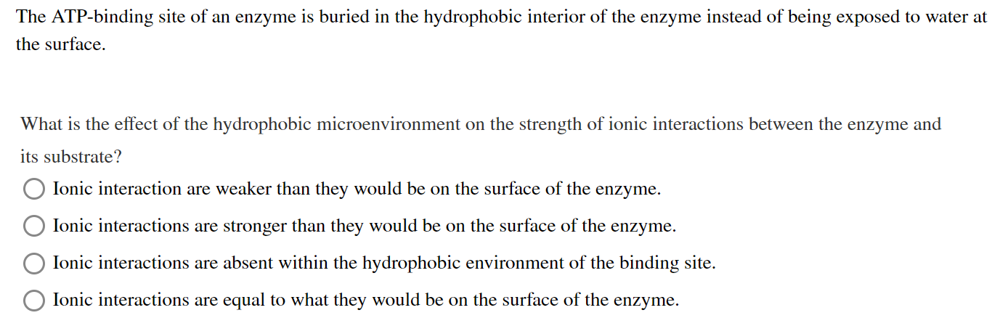 The ATP-binding site of an enzyme is buried in the hydrophobic interior of the enzyme instead of being exposed to water at
the surface.
What is the effect of the hydrophobic microenvironment on the strength of ionic interactions between the enzyme and
its substrate?
Ionic interaction are weaker than they would be on the surface of the enzyme.
Ionic interactions are stronger than they would be on the surface of the enzyme.
Ionic interactions are absent within the hydrophobic environment of the binding site.
Ionic interactions are equal to what they would be on the surface of the enzyme.